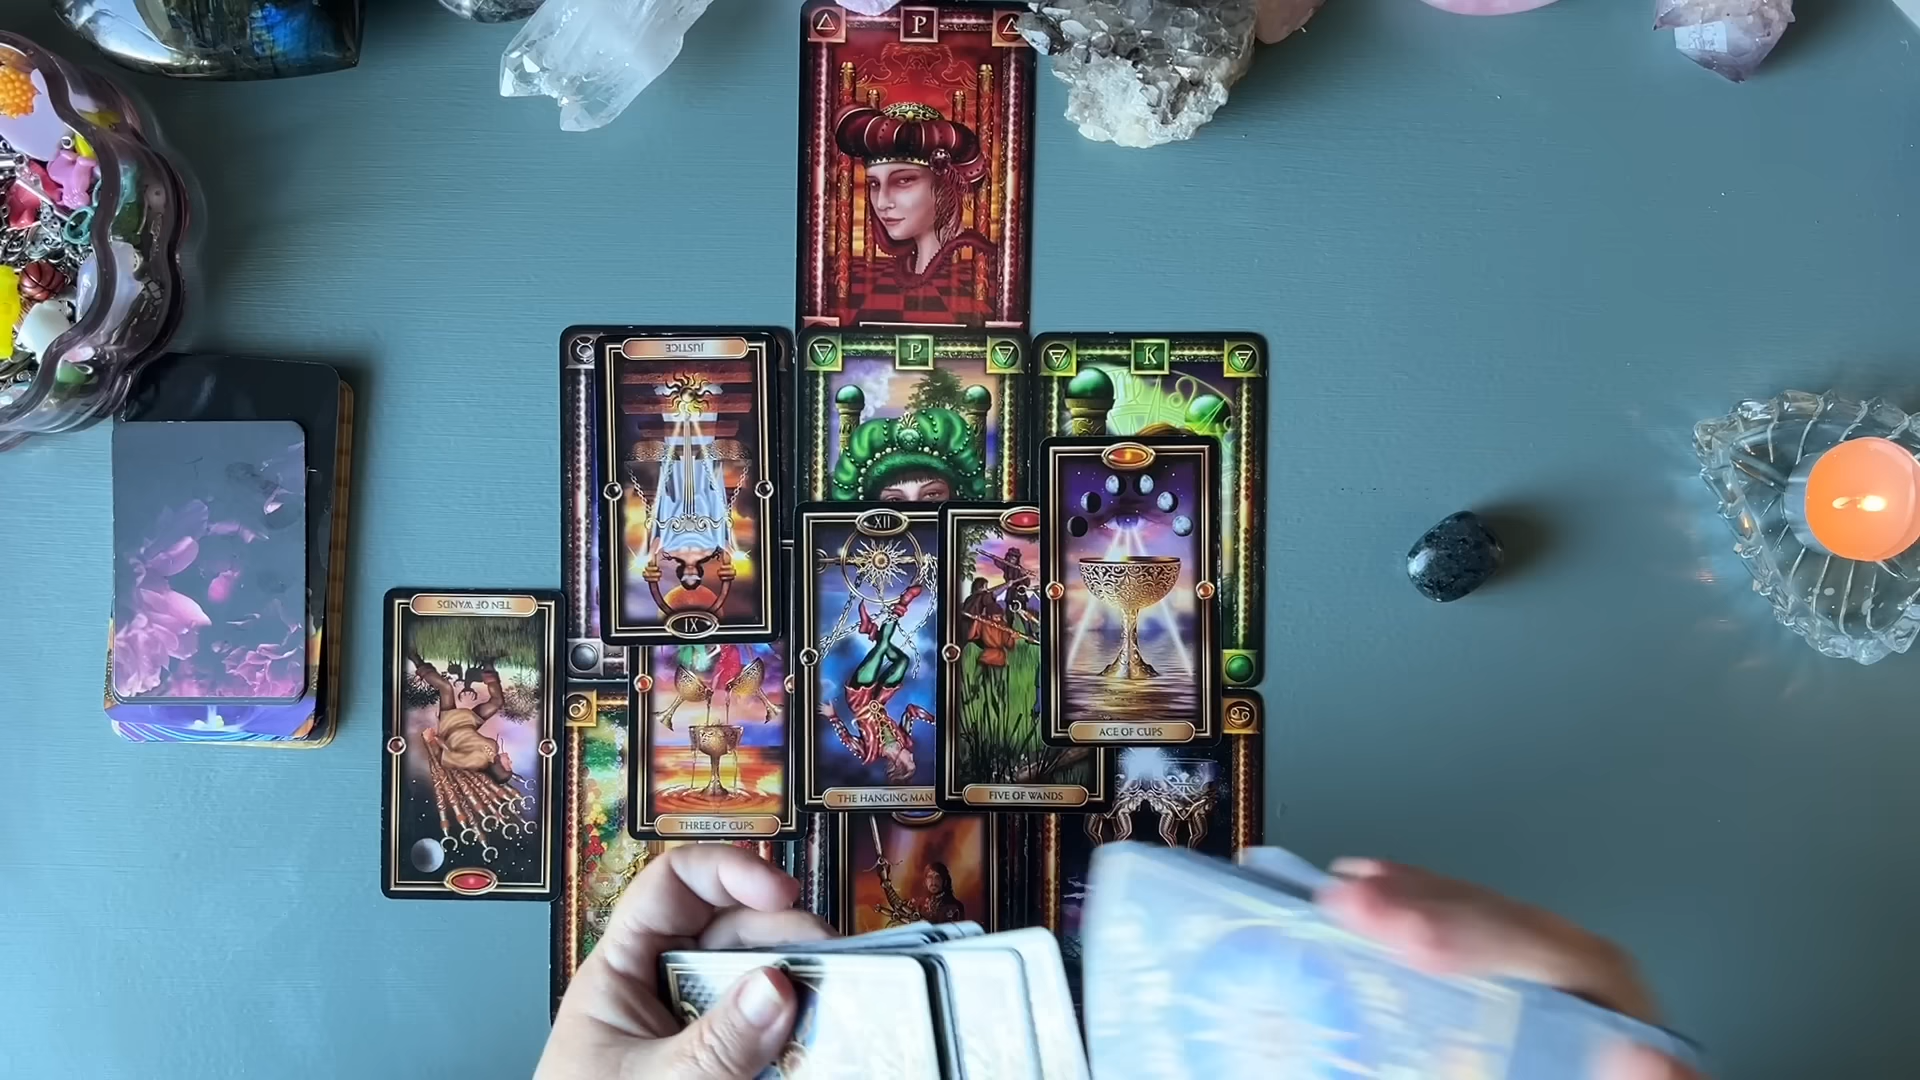 P
P
K
JUSTICE
XII
TEN OF WANDS
XI
ACE OF CUPS
THE HANGING MAN
FIVE OF WANDS
THREE OF CUPS